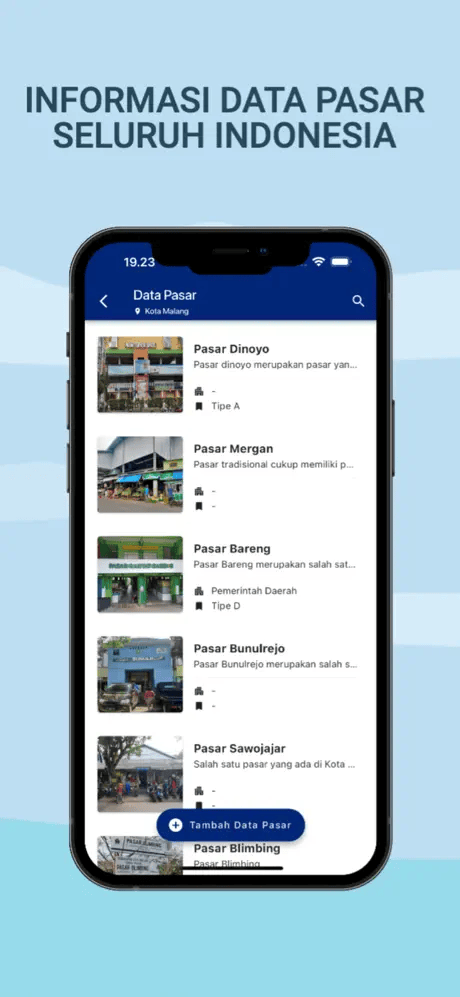 INFORMASI DATA PASAR
SELURUH INDONESIA
19.23
Data Pasar
Kota Malang
Pasar Dinoyo
Pasar dinoyo merupakan pasar yan...
-
Tipe A
Pasar Mergan
Pasar tradisional cukup memiliki p...
-
-
Pasar Bareng
Pasar Bareng merupakan salah sat...
Pemerintah Daerah
Tipe D
Pasar Bunulrejo
Pasar Bunulrejo merupakan salah s...
-
-
Pasar Sawojajar
Salah satu pasar yang ada di Kota ...
-
-
Tambah Data Pasar
Pasar Blimbing
Pasar Blimbing